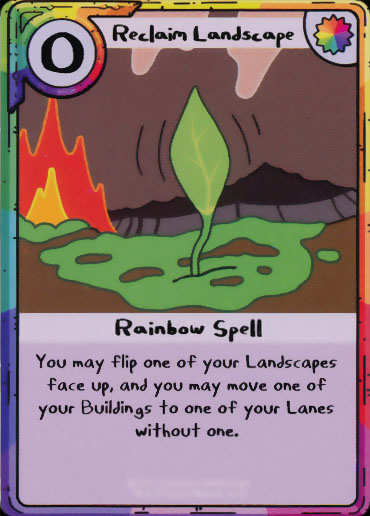 0
Reclaim Landscape
Rainbow Spell
You may flip one of your Landscapes
face up, and you may move one of
your Buildings to one of your Lanes
without one.